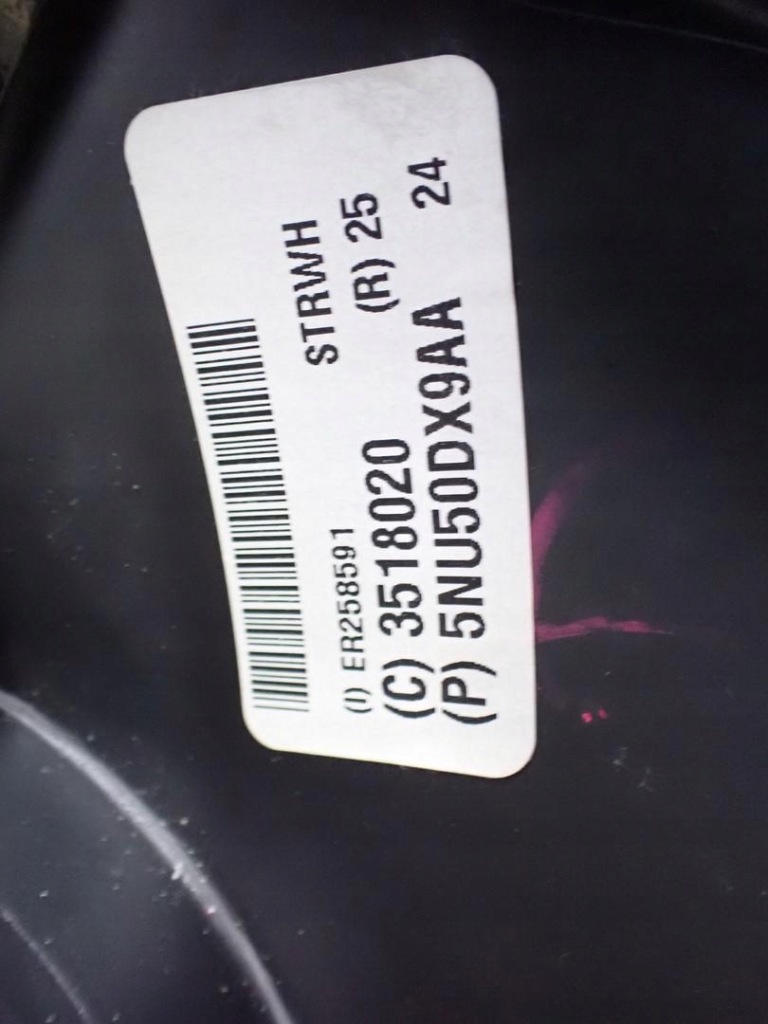 STRWH
(I) ER258591 (R) 25
(C) 3518020 24
(P) 5NU50DX9AA